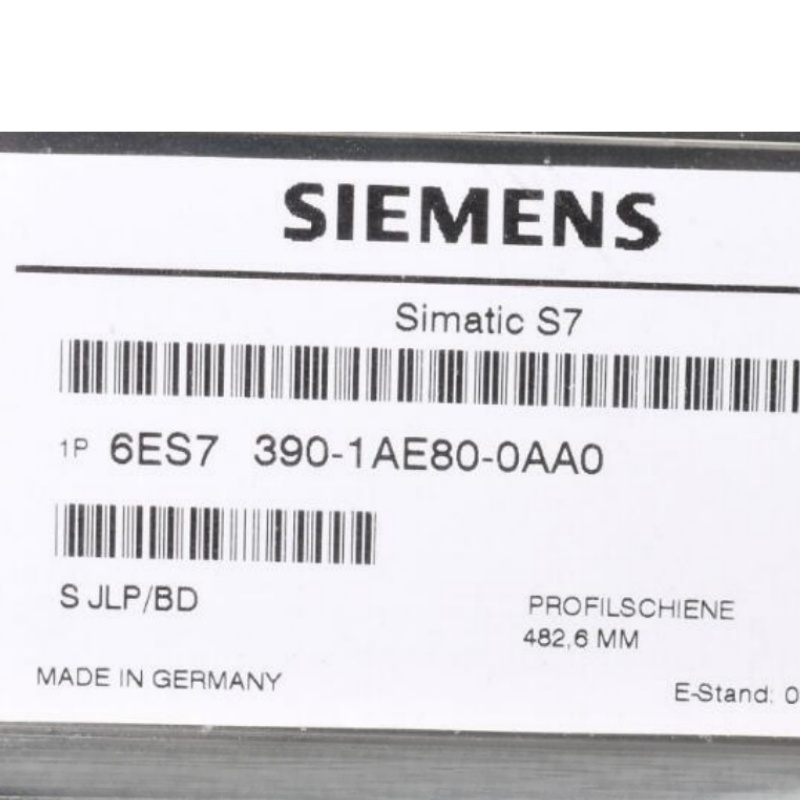 SIEMENS
Simatic S7
1P 6ES7 390-1AE80-0AA0
S JLP/BD
PROFILSCHIENE
482,6 MM
MADE IN GERMANY
E-Stand: 0